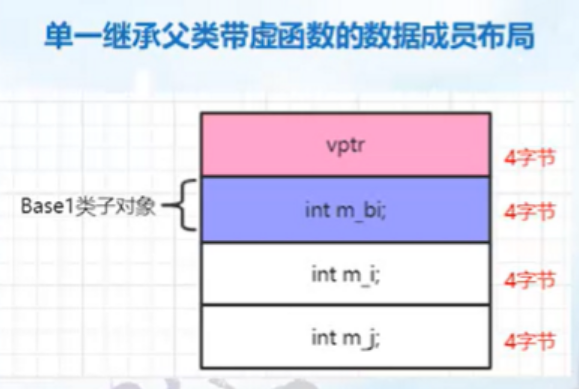 单一继承父类带虚函数的数据成员布局
vptr
4字节
Base1类子对象
int m_bi;
4字节
int m_i;
4字节
int m_j;
4字节